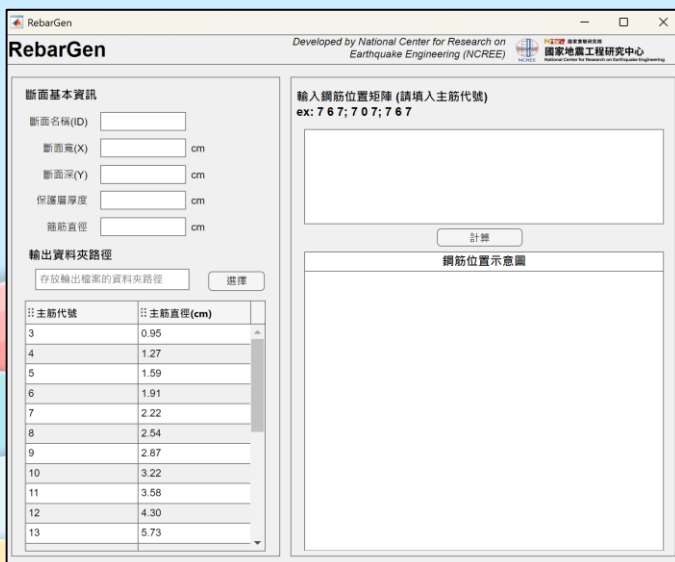 RebarGen
RebarGen
Developed by National Center for Research on
Earthquake Engineering (NCREE)
NCREE
國家實驗研究院
國家地震工程研究中心
National Center for Research on Earthquake Engineering
斷面基本資訊
斷面名稱(ID)
斷面寬(X) cm
斷面深(Y) cm
保護層厚度 cm
箍筋直徑 cm
輸出資料夾路徑
存放輸出檔案的資料夾路徑 選擇
主筋代號 主筋直徑(cm)
3 0.95
4 1.27
5 1.59
6 1.91
7 2.22
8 2.54
9 2.87
10 3.22
11 3.58
12 4.30
13 5.73
輸入鋼筋位置矩陣 (請填入主筋代號)
ex: 7 6 7; 7 0 7; 7 6 7
計算
鋼筋位置示意圖